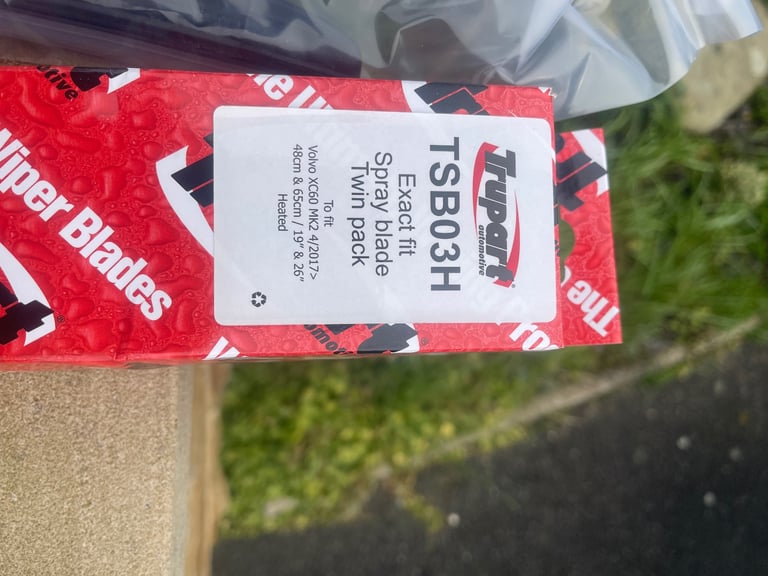 Trupart
automotive
TSB03H
Exact fit
Spray blade
Twin pack
To fit
Volvo XC60 MK2 4/2017>
48cm & 65cm / 19" & 26"
Heated
Wiper Blades
The